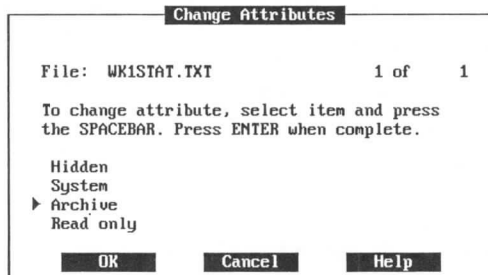 Change Attributes
File: WK1STAT.TXT 1 of 1
To change attribute, select item and press
the SPACEBAR. Press ENTER when complete.
Hidden
System
Archive
Read only
OK Cancel Help